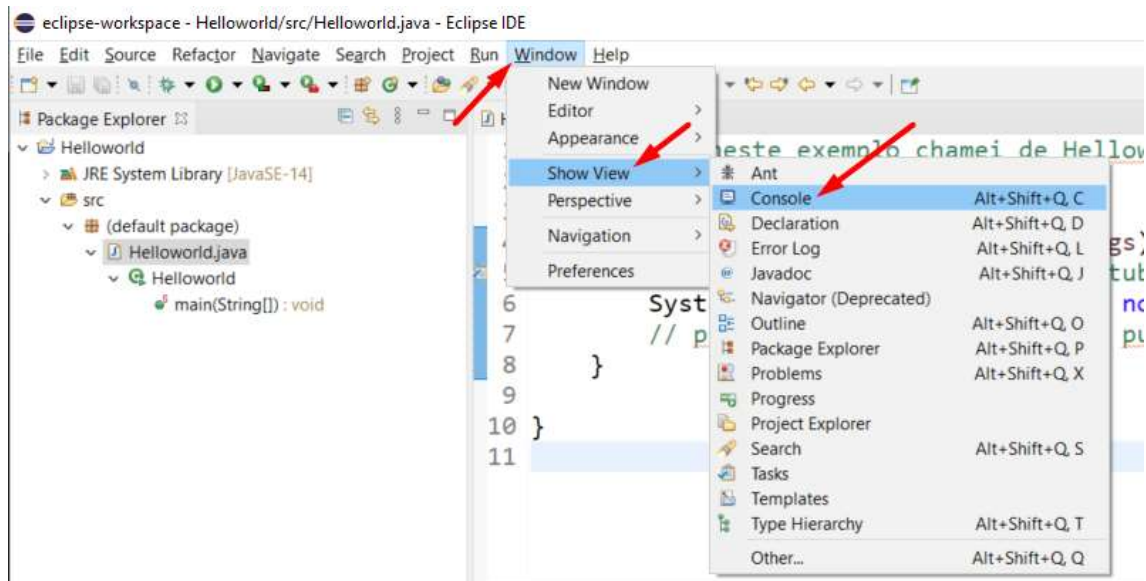 eclipse-workspace - Helloworld/src/Helloworld.java - Eclipse IDE
File Edit Source Refactor Navigate Search Project Run Window Help
Package Explorer
Helloworld
JRE System Library [JavaSE-14]
src
(default package)
Helloworld.java
Helloworld
main(String[]) : void
New Window
Editor
Appearance
Show View
Perspective
Navigation
Preferences
neste exemplo chamei de Hellow
gs)
tub
6 Syst no
7 // p pu
8 }
9
10 }
11
Ant
Console Alt+Shift+Q, C
Declaration Alt+Shift+Q, D
Error Log Alt+Shift+Q, L
Javadoc Alt+Shift+Q, J
Navigator (Deprecated)
Outline Alt+Shift+Q, O
Package Explorer Alt+Shift+Q, P
Problems Alt+Shift+Q, X
Progress
Project Explorer
Search Alt+Shift+Q, S
Tasks
Templates
Type Hierarchy Alt+Shift+Q, T
Other... Alt+Shift+Q, Q